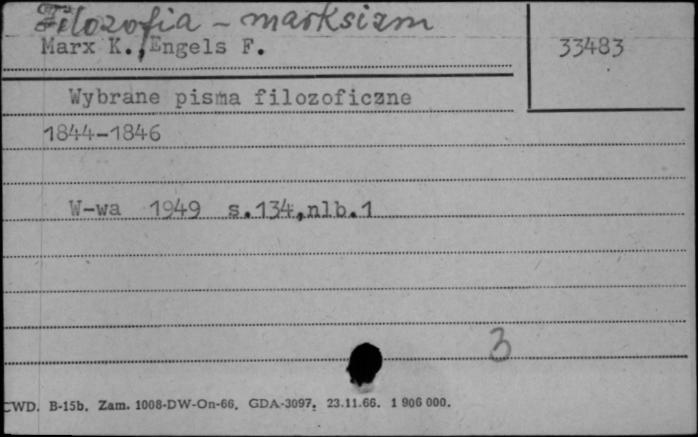 Filozofia - marksizm
Marx K., Engels F.
33483
Wybrane pisma filozoficzne
1844-1846
W-wa 1949 s.134,nlb.1
3
CWD. B-15b. Zam. 1008-DW-On-66. GDA-3097. 23.11.66. 1 906 000.